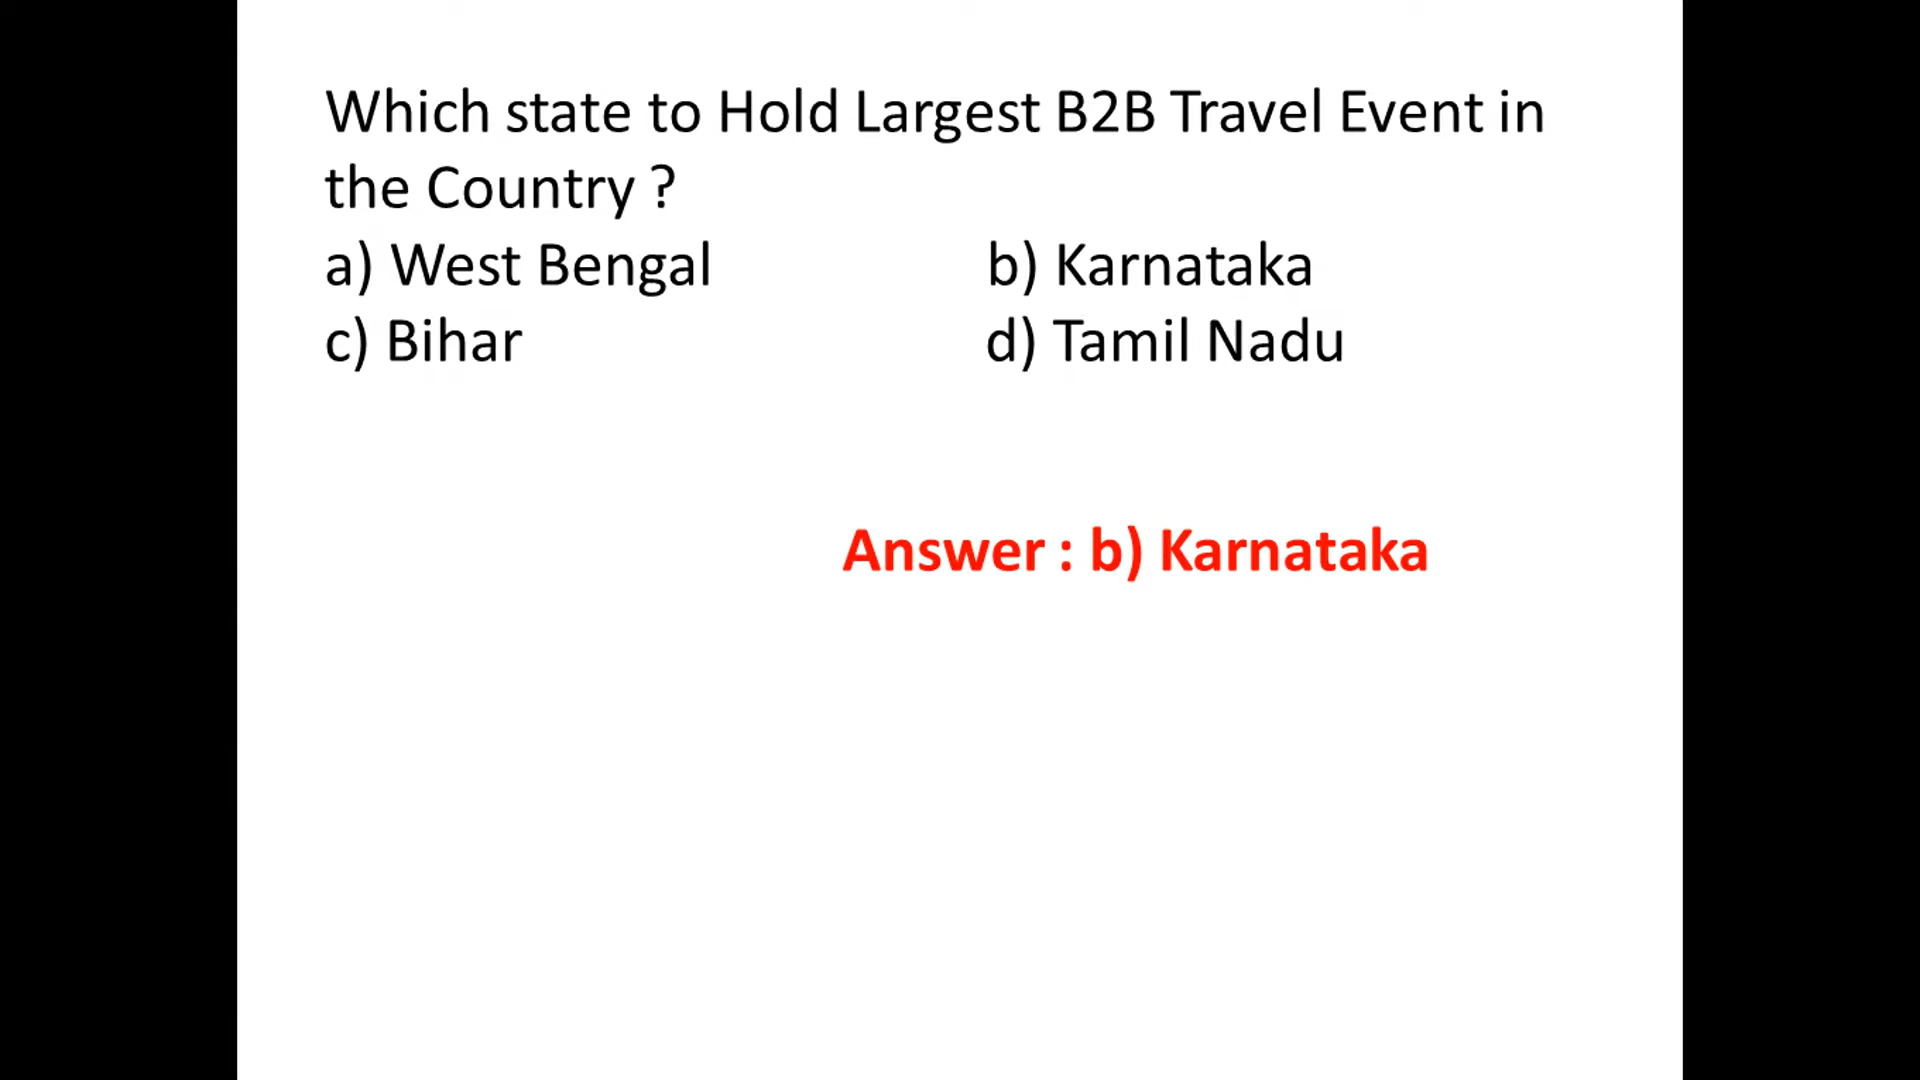 Which state to Hold Largest B2B Travel Event in
the Country ?
a) West Bengal b) Karnataka
c) Bihar d) Tamil Nadu
Answer : b) Karnataka